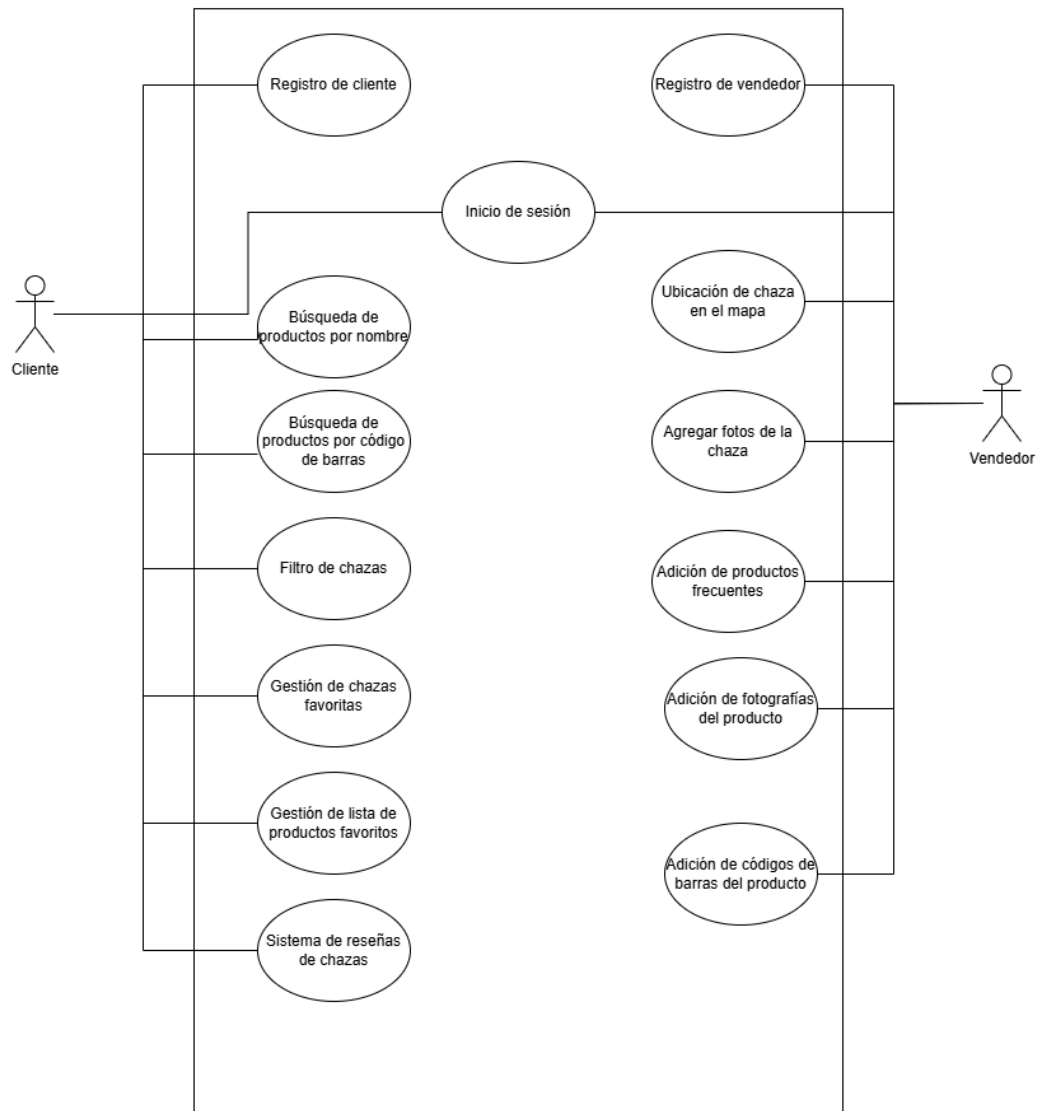 Registro de cliente
Registro de vendedor
Inicio de sesión
Cliente
Búsqueda de
productos por nombre
Ubicación de chaza
en el mapa
Búsqueda de
productos por código
de barras
Agregar fotos de la
chaza
Vendedor
Filtro de chazas
Adición de productos
frecuentes
Gestión de chazas
favoritas
Adición de fotografías
del producto
Gestión de lista de
productos favoritos
Adición de códigos de
barras del producto
Sistema de reseñas
de chazas